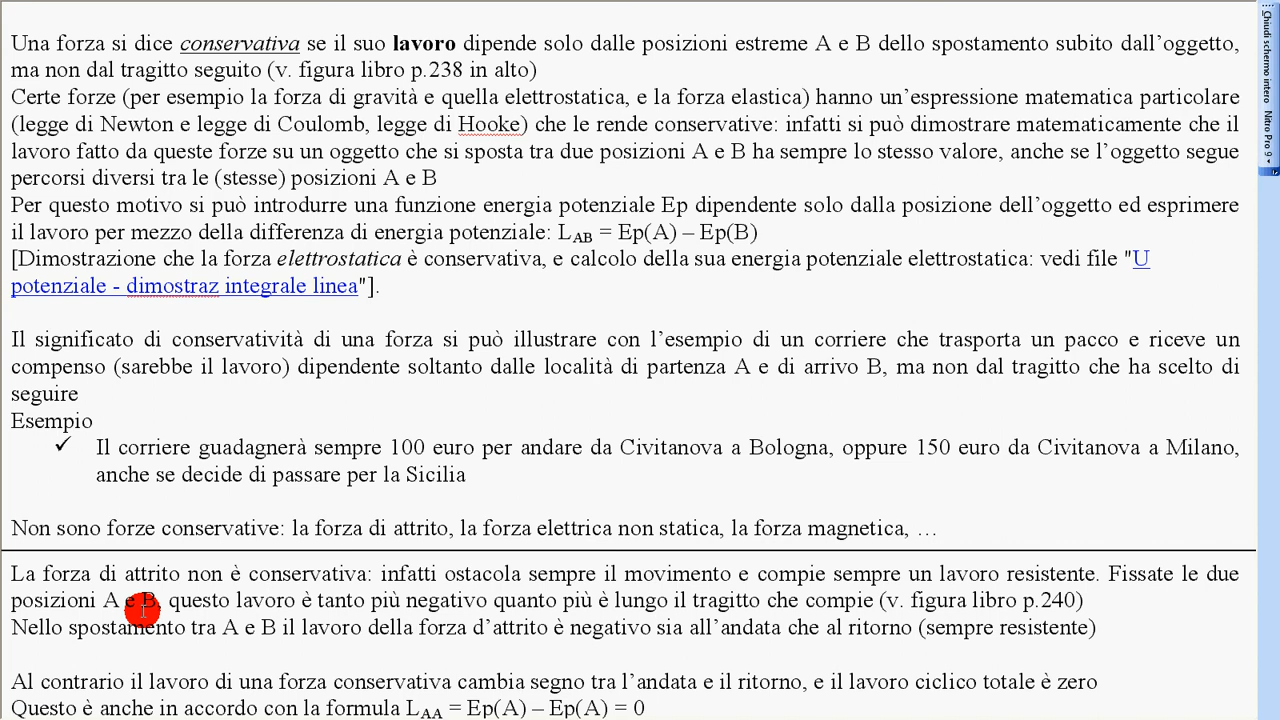 Una forza si dice conservativa se il suo lavoro dipende solo dalle posizioni estreme A e B dello spostamento subito dall’oggetto,
ma non dal tragitto seguito (v. figura libro p.238 in alto)
Certe forze (per esempio la forza di gravità e quella elettrostatica, e la forza elastica) hanno un’espressione matematica particolare
(legge di Newton e legge di Coulomb, legge di Hooke) che le rende conservative: infatti si può dimostrare matematicamente che il
lavoro fatto da queste forze su un oggetto che si sposta tra due posizioni A e B ha sempre lo stesso valore, anche se l’oggetto segue
percorsi diversi tra le (stesse) posizioni A e B
Per questo motivo si può introdurre una funzione energia potenziale Ep dipendente solo dalla posizione dell’oggetto ed esprimere
il lavoro per mezzo della differenza di energia potenziale: LAB = Ep(A) – Ep(B)
[Dimostrazione che la forza elettrostatica è conservativa, e calcolo della sua energia potenziale elettrostatica: vedi file "U
potenziale - dimostraz integrale linea"].
Il significato di conservatività di una forza si può illustrare con l’esempio di un corriere che trasporta un pacco e riceve un
compenso (sarebbe il lavoro) dipendente soltanto dalle località di partenza A e di arrivo B, ma non dal tragitto che ha scelto di
seguire
Esempio
✓ Il corriere guadagnerà sempre 100 euro per andare da Civitanova a Bologna, oppure 150 euro da Civitanova a Milano,
anche se decide di passare per la Sicilia
Non sono forze conservative: la forza di attrito, la forza elettrica non statica, la forza magnetica, …
La forza di attrito non è conservativa: infatti ostacola sempre il movimento e compie sempre un lavoro resistente. Fissate le due
posizioni A e B, questo lavoro è tanto più negativo quanto più è lungo il tragitto che compie (v. figura libro p.240)
Nello spostamento tra A e B il lavoro della forza d’attrito è negativo sia all’andata che al ritorno (sempre resistente)
Al contrario il lavoro di una forza conservativa cambia segno tra l’andata e il ritorno, e il lavoro ciclico totale è zero
Questo è anche in accordo con la formula LAA = Ep(A) – Ep(A) = 0
Chiudi schermo intero Nitro Pro 9